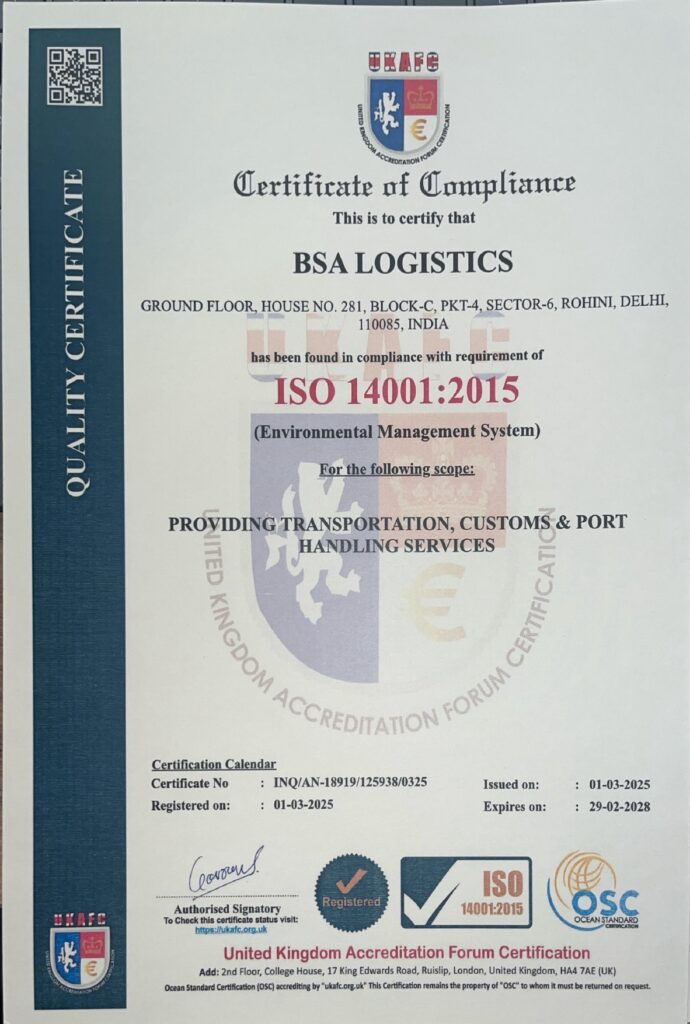 UKAFC
UNITED KINGDOM ACCREDITATION FORUM CERTIFICATION
QUALITY CERTIFICATE
Certificate of Compliance
This is to certify that
BSA LOGISTICS
GROUND FLOOR, HOUSE NO. 281, BLOCK-C, PKT-4, SECTOR-6, ROHINI, DELHI,
110085, INDIA
UKAFC
has been found in compliance with requirement of
ISO 14001:2015
(Environmental Management System)
For the following scope:
PROVIDING TRANSPORTATION, CUSTOMS & PORT
HANDLING SERVICES
UNITED KINGDOM ACCREDITATION FORUM CERTIFICATION
Certification Calendar
Certificate No : INQ/AN-18919/125938/0325
Issued on: : 01-03-2025
Registered on: : 01-03-2025
Expires on: : 29-02-2028
Authorised Signatory
To Check this certificate status visit:
https://ukafc.org.uk
Registered
ISO
14001:2015
OSC
OCEAN STANDARD
CERTIFICATION
UKAFC
UNITED KINGDOM ACCREDITATION FORUM CERTIFICATION
United Kingdom Accreditation Forum Certification
Add: 2nd Floor, College House, 17 King Edwards Road, Ruislip, London, United Kingdom, HA4 7AE (UK)
Ocean Standard Certification (OSC) accrediting by "ukafc.org.uk" This Certification remains the property of "OSC" to whom it must be returned on request.